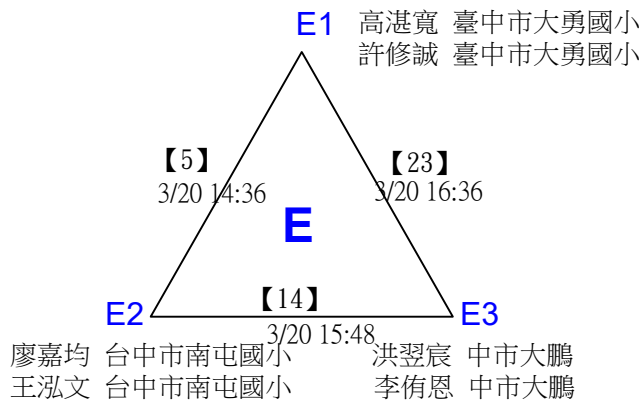 E1
高湛寬 臺中市大勇國小
許修誠 臺中市大勇國小
【5】
3/20 14:36
【23】
3/20 16:36
E
【14】
3/20 15:48
E2
E3
廖嘉均 台中市南屯國小
王泓文 台中市南屯國小
洪翌宸 中市大鵬
李侑恩 中市大鵬